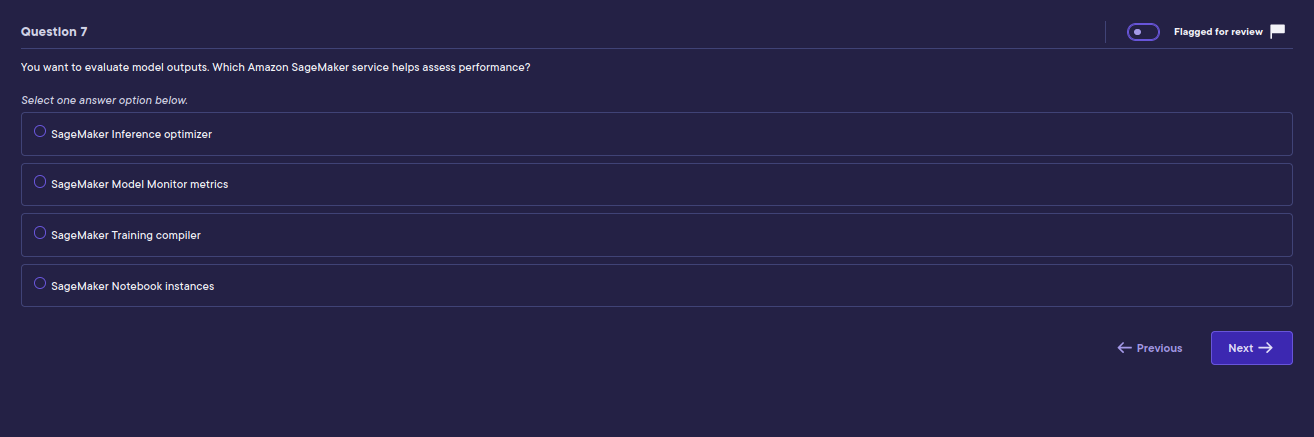 Question 7
Flagged for review
You want to evaluate model outputs. Which Amazon SageMaker service helps assess performance?
Select one answer option below.
SageMaker Inference optimizer
SageMaker Model Monitor metrics
SageMaker Training compiler
SageMaker Notebook instances
Previous
Next